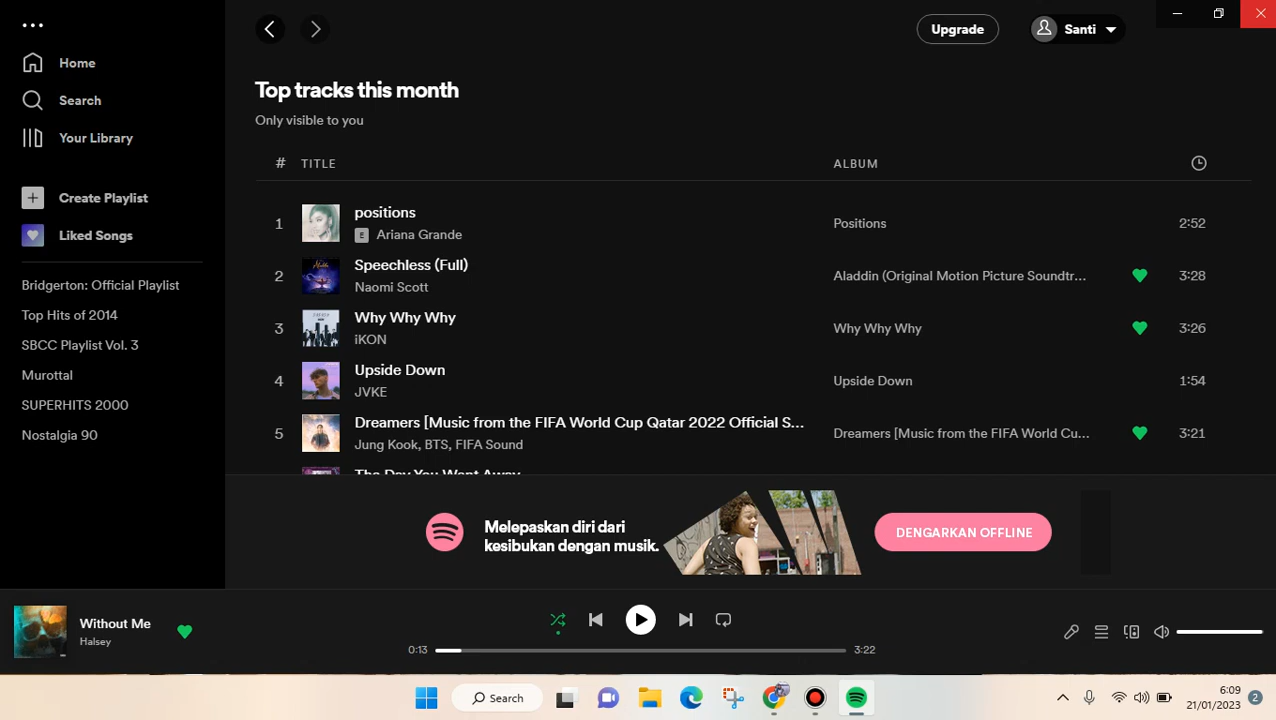 Home
Search
Your Library
Create Playlist
Liked Songs
Bridgerton: Official Playlist
Top Hits of 2014
SBCC Playlist Vol. 3
Murottal
SUPERHITS 2000
Nostalgia 90
Upgrade
Santi
Top tracks this month
Only visible to you
# TITLE ALBUM
1 positions Positions 2:52
E Ariana Grande
2 Speechless (Full) Aladdin (Original Motion Picture Soundtr... 3:28
Naomi Scott
3 Why Why Why Why Why Why 3:26
iKON
4 Upside Down Upside Down 1:54
JVKE
5 Dreamers [Music from the FIFA World Cup Qatar 2022 Official S... Dreamers [Music from the FIFA World Cu... 3:21
Jung Kook, BTS, FIFA Sound
The Day You Went Away
Melepaskan diri dari
kesibukan dengan musik.
DENGARKAN OFFLINE
Without Me
Halsey
0:13 3:22
Search
6:09
21/01/2023
2